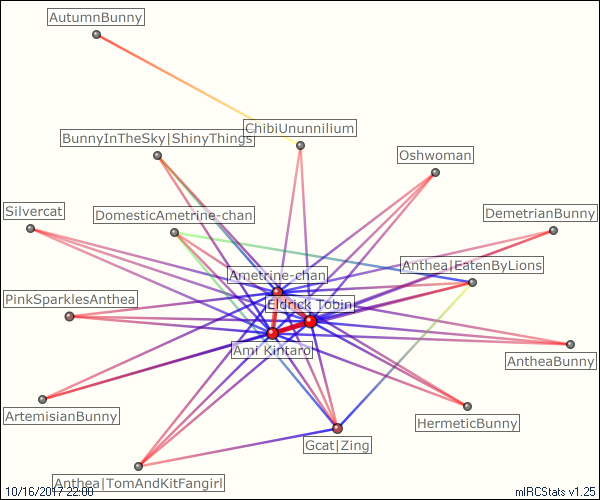 AutumnBunny
ChibiUnunnilium
BunnyInTheSky|ShinyThings
Oshwoman
Silvercat
DomesticAmetrine-chan
DemetrianBunny
Anthea|EatenByLions
Ametrine-chan
PinkSparklesAnthea
Eldrick Tobin
Ami Kintaro
AntheaBunny
ArtemisianBunny
HermeticBunny
Gcat|Zing
Anthea|TomAndKitFangirl
10/16/2017 22:00
mIRCStats v1.25